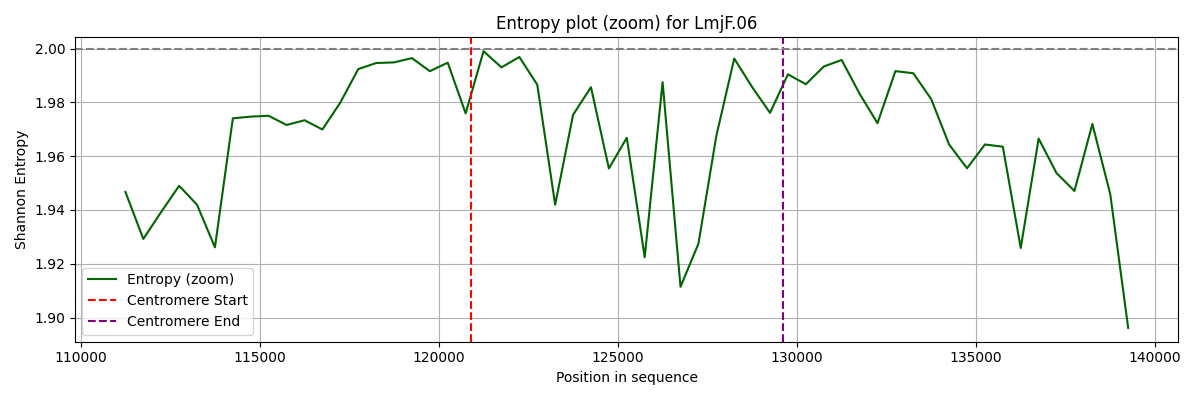 Entropy plot (zoom) for LmjF.06
Shannon Entropy
2.00
1.98
1.96
1.94
1.92
1.90
Entropy (zoom)
Centromere Start
Centromere End
110000 115000 120000 125000 130000 135000 140000
Position in sequence